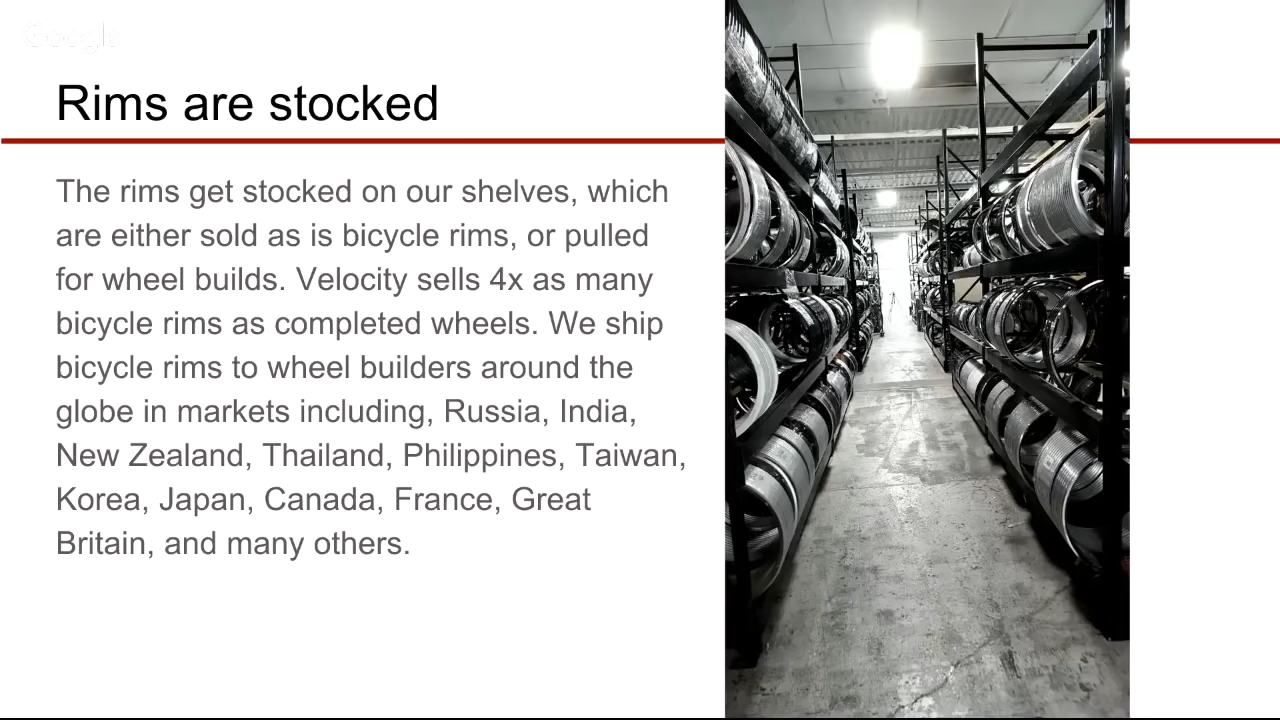 Google
Rims are stocked
The rims get stocked on our shelves, which
are either sold as is bicycle rims, or pulled
for wheel builds. Velocity sells 4x as many
bicycle rims as completed wheels. We ship
bicycle rims to wheel builders around the
globe in markets including, Russia, India,
New Zealand, Thailand, Philippines, Taiwan,
Korea, Japan, Canada, France, Great
Britain, and many others.